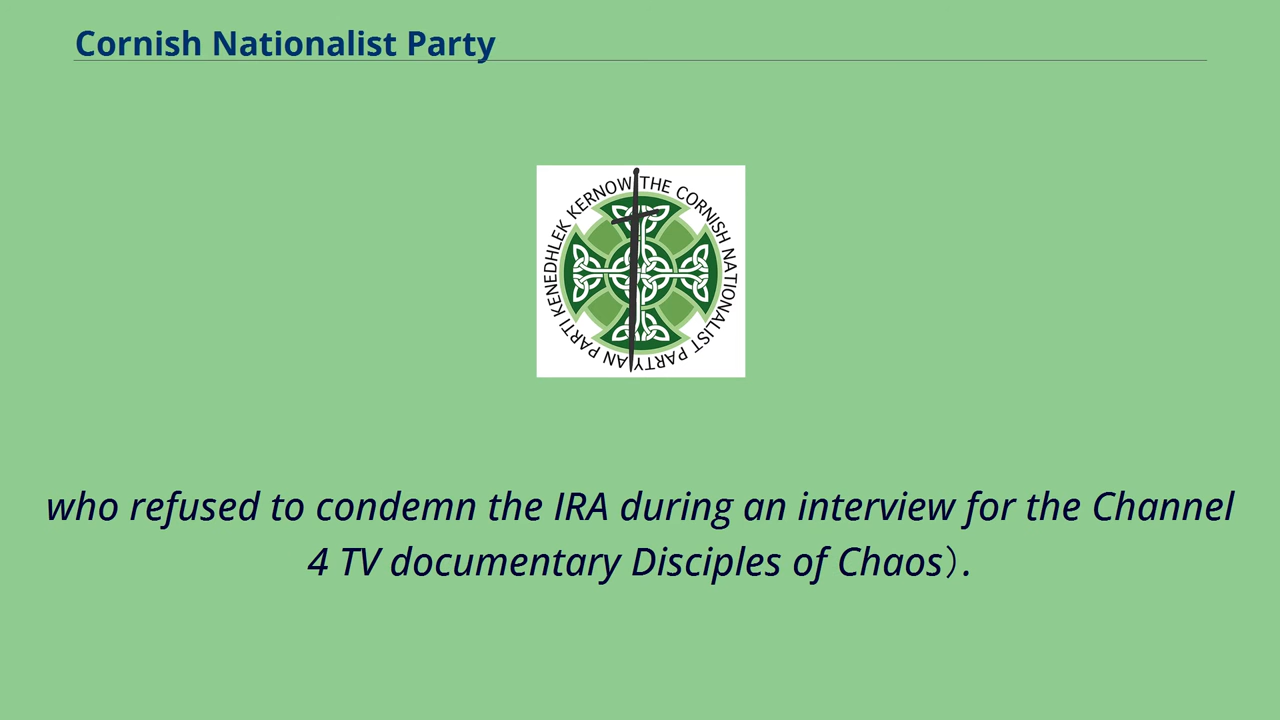 Cornish Nationalist Party
AN PARTI KENEDHLEK KERNOW
THE CORNISH NATIONALIST PARTY
who refused to condemn the IRA during an interview for the Channel
4 TV documentary Disciples of Chaos）.